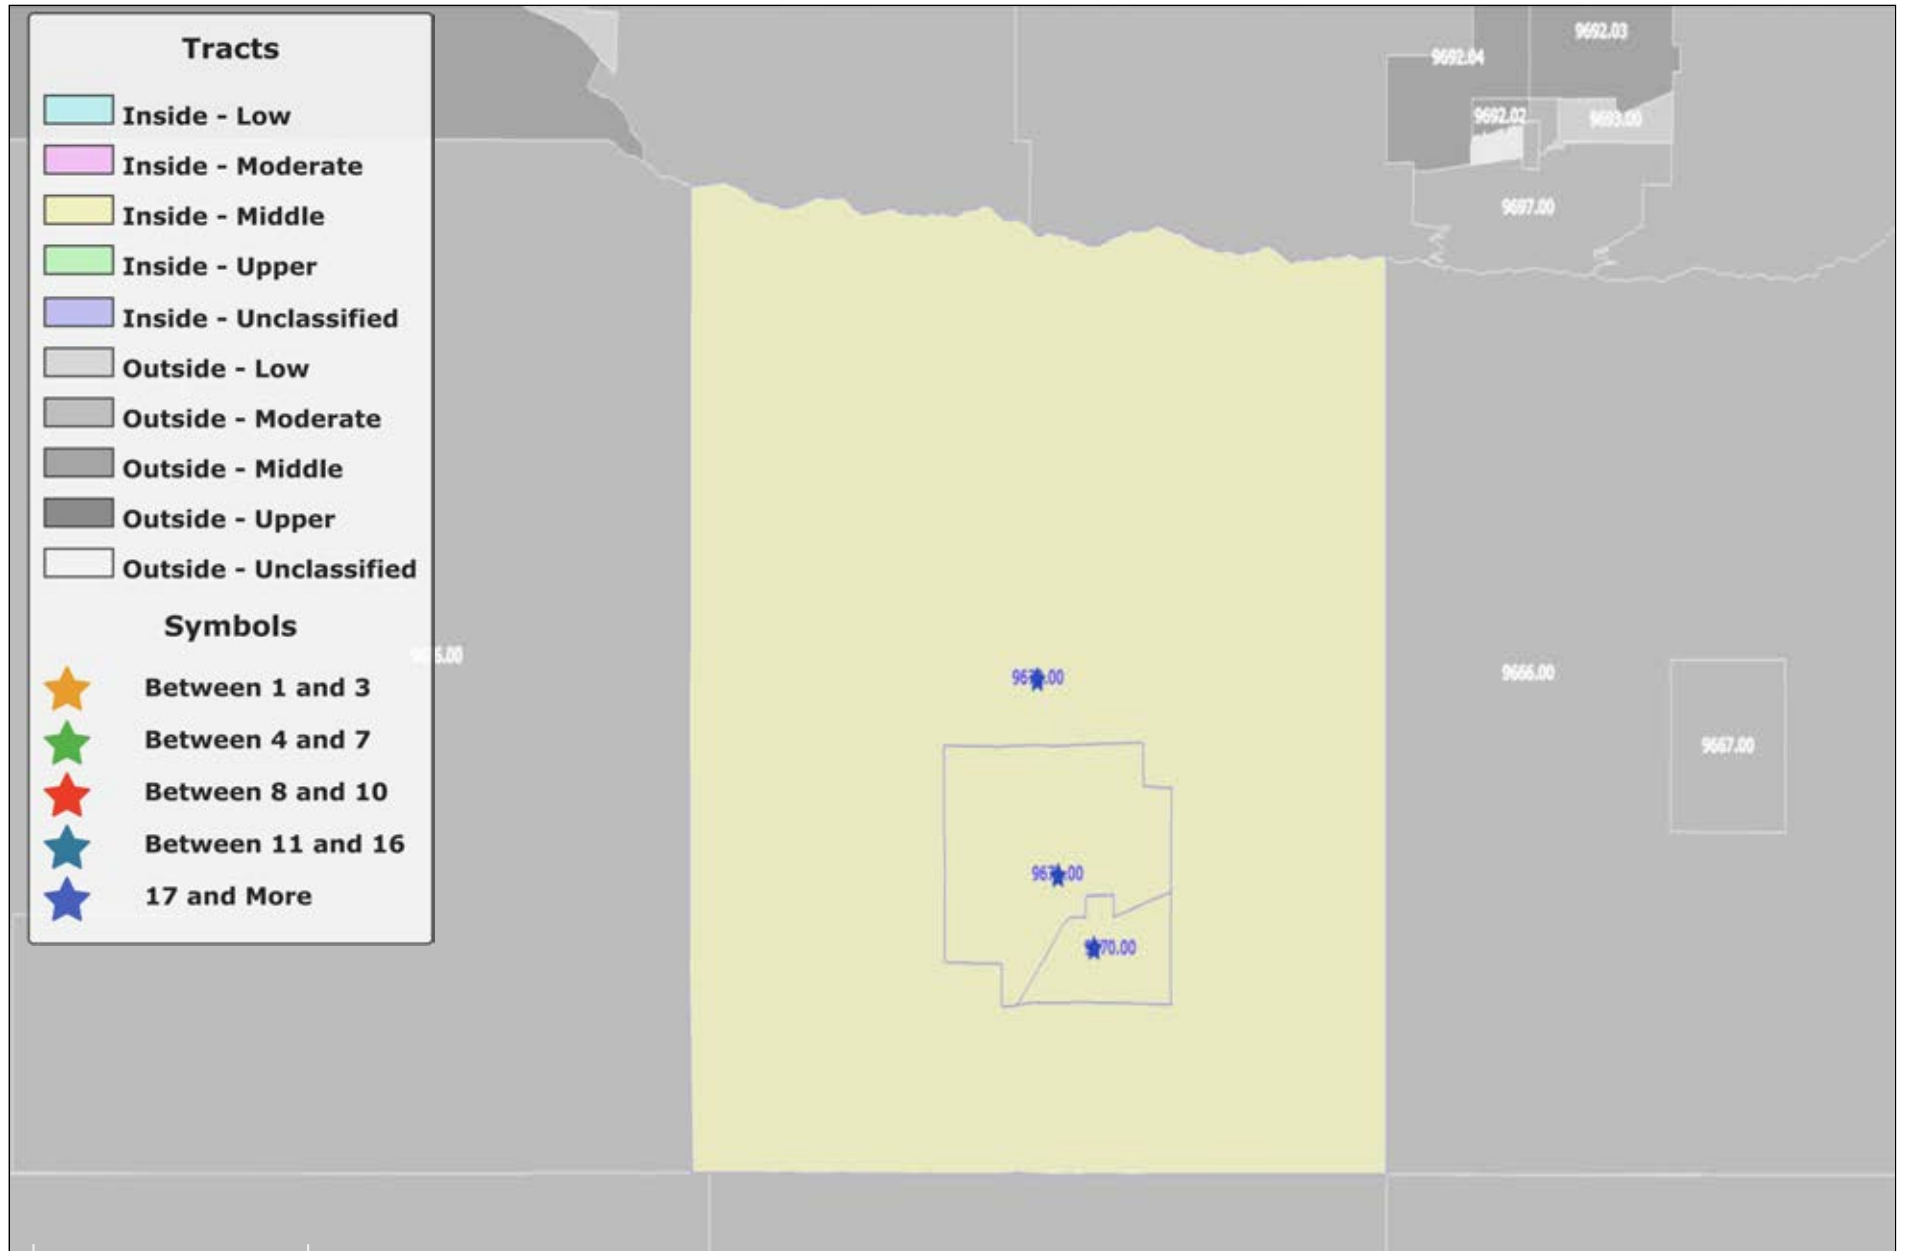 Tracts
Inside - Low
Inside - Moderate
Inside - Middle
Inside - Upper
Inside - Unclassified
Outside - Low
Outside - Moderate
Outside - Middle
Outside - Upper
Outside - Unclassified
Symbols
Between 1 and 3
Between 4 and 7
Between 8 and 10
Between 11 and 16
17 and More
9692.03
9692.04
9692.02
9693.00
9697.00
9666.00
9667.00